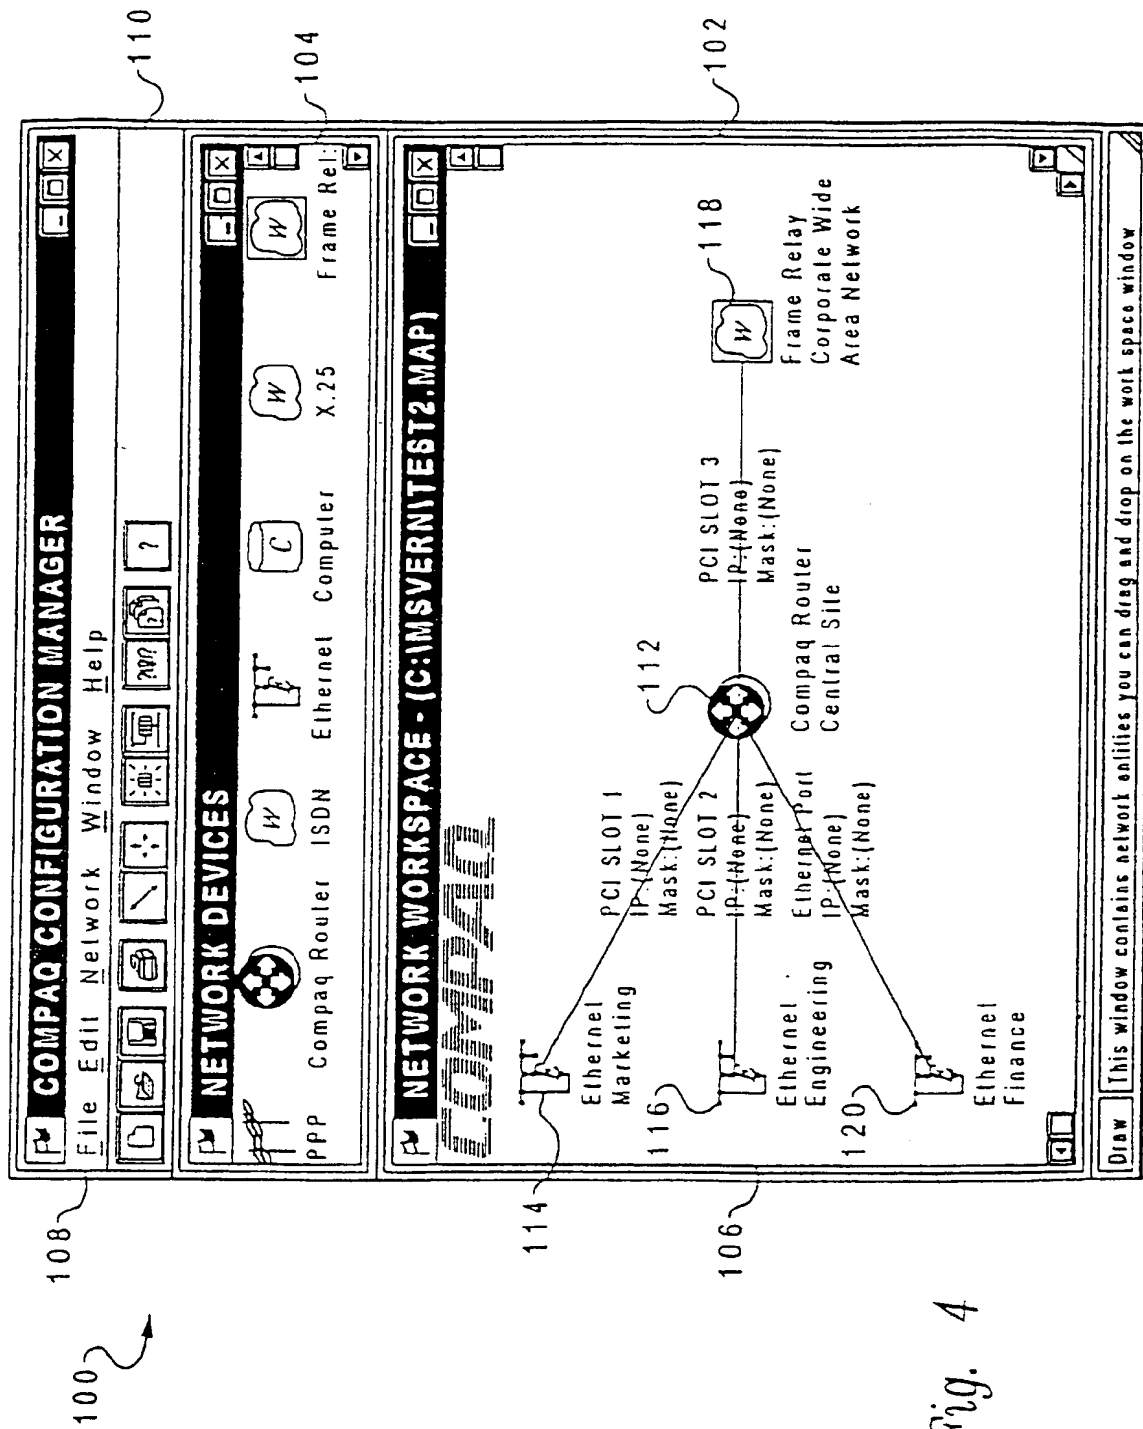 100
108
110
COMPAQ CONFIGURATION MANAGER
File Edit Network Window Help
?
NETWORK DEVICES
104
W
C
W
W
PPP
Compaq Router
ISDN
Ethernet
Computer
X.25
Frame Rel:
NETWORK WORKSPACE - (C:\MSVERN\TEST2.MAP)
102
COMPAQ
114
Ethernet
Marketing
PCI SLOT 1
IP:(None)
Mask:(None)
112
118
W
116
Ethernet
Engineering
PCI SLOT 2
IP:(None)
Mask:(None)
Compaq Router
Central Site
PCI SLOT 3
IP:(None)
Mask:(None)
Frame Relay
Corporate Wide
Area Network
106
120
Ethernet
Finance
Ethernet Port
IP:(None)
Mask:(None)
Draw
This window contains network entities you can drag and drop on the work space window
Fig. 4